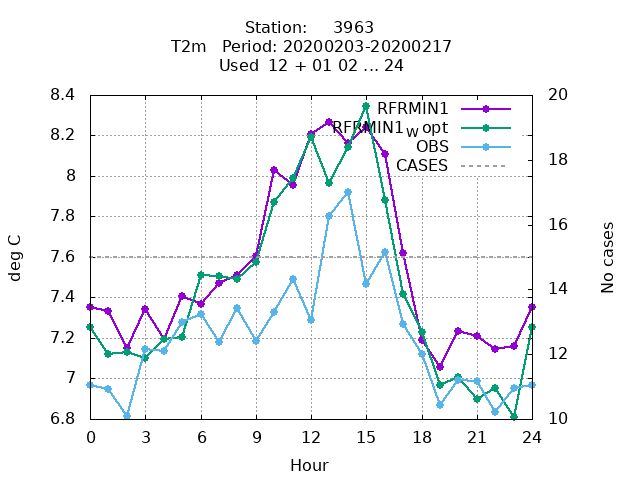 Station: 3963
T2m Period: 20200203-20200217
Used 12 + 01 02 ... 24
8.4
8.2
8
7.8
7.6
7.4
7.2
7
6.8
20
18
16
14
12
10
RFRMIN1
RFRMIN1_w opt
OBS
CASES
deg C
No cases
0 3 6 9 12 15 18 21 24
Hour